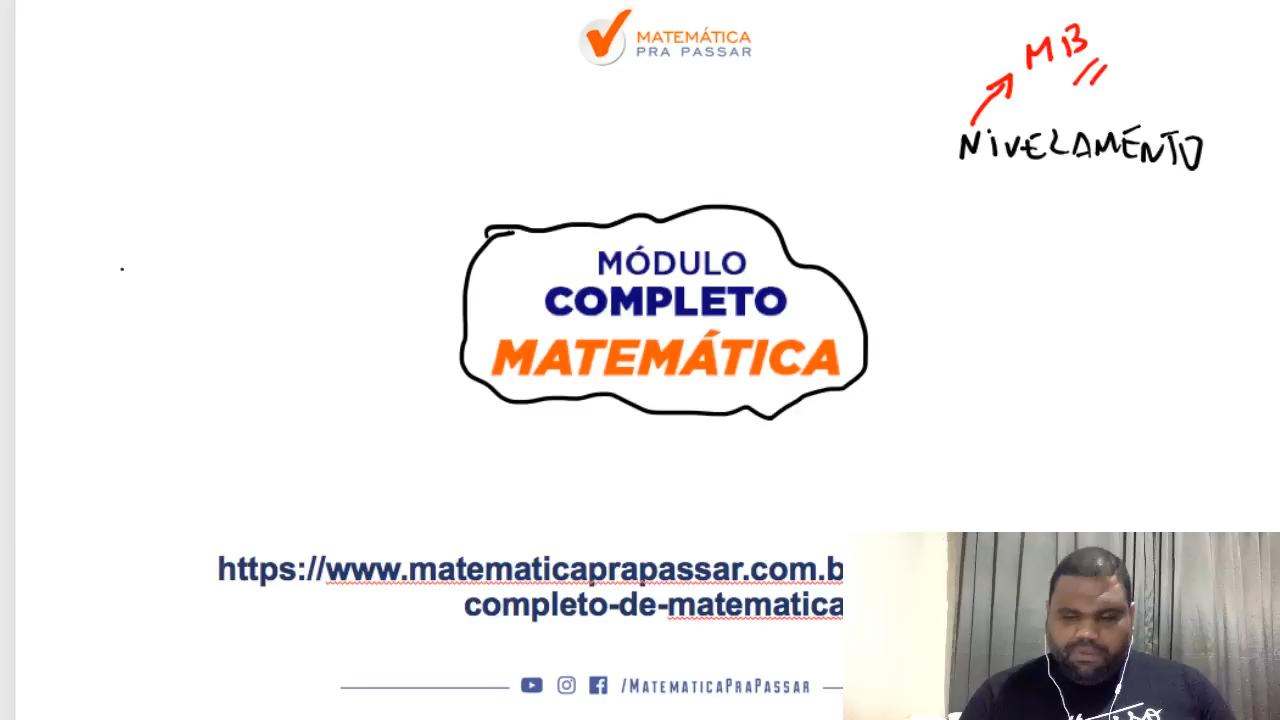 MATEMÁTICA
PRA PASSAR
MB
NIVELAMENTO
MÓDULO
COMPLETO
MATEMÁTICA
https://www.matematicaprapassar.com.b
completo-de-matematica
/MATEMATICAPRAPASSAR